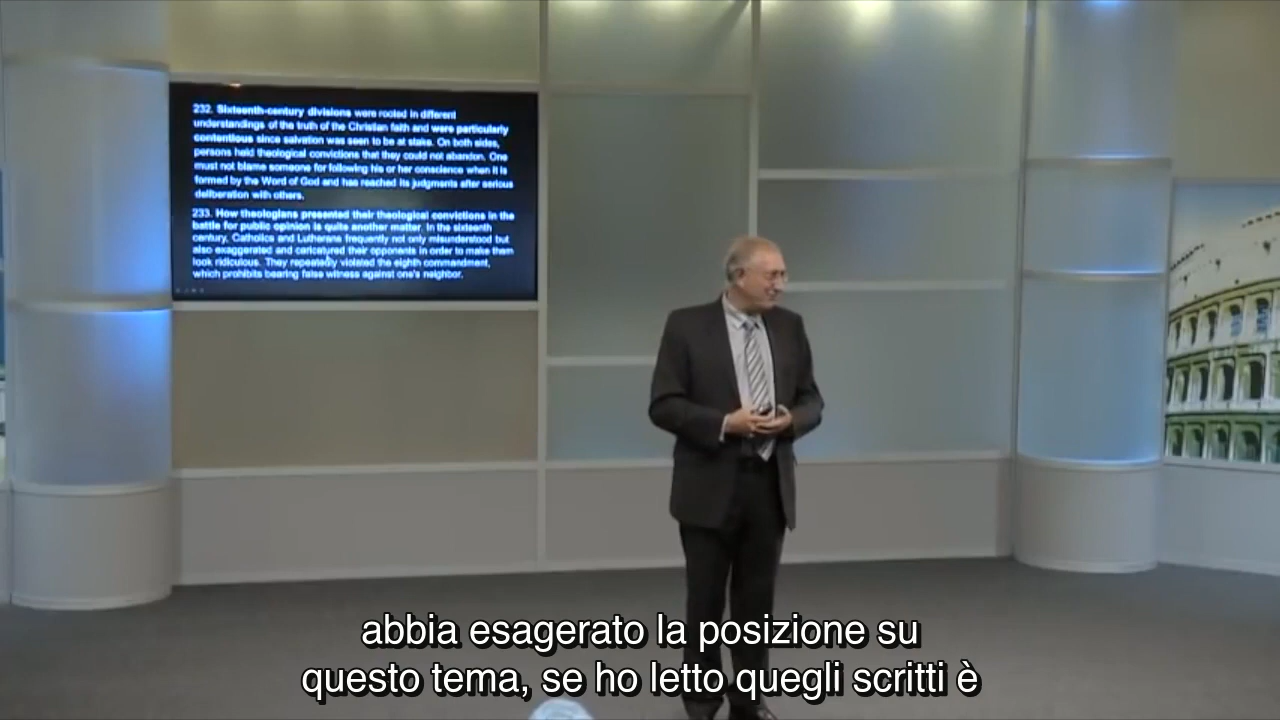 232. Sixteenth-century divisions were rooted in different
understandings of the truth of the Christian faith and were particularly
contentious since salvation was seen to be at stake. On both sides,
persons held theological convictions that they could not abandon. One
must not blame someone for following his or her conscience when it is
formed by the Word of God and has reached its judgments after serious
deliberation with others.
233. How theologians presented their theological convictions in the
battle for public opinion is quite another matter. In the sixteenth
century, Catholics and Lutherans frequently not only misunderstood but
also exaggerated and caricatured their opponents in order to make them
look ridiculous. They repeatedly violated the eighth commandment,
which prohibits bearing false witness against one's neighbor.
abbia esagerato la posizione su
questo tema, se ho letto quegli scritti è